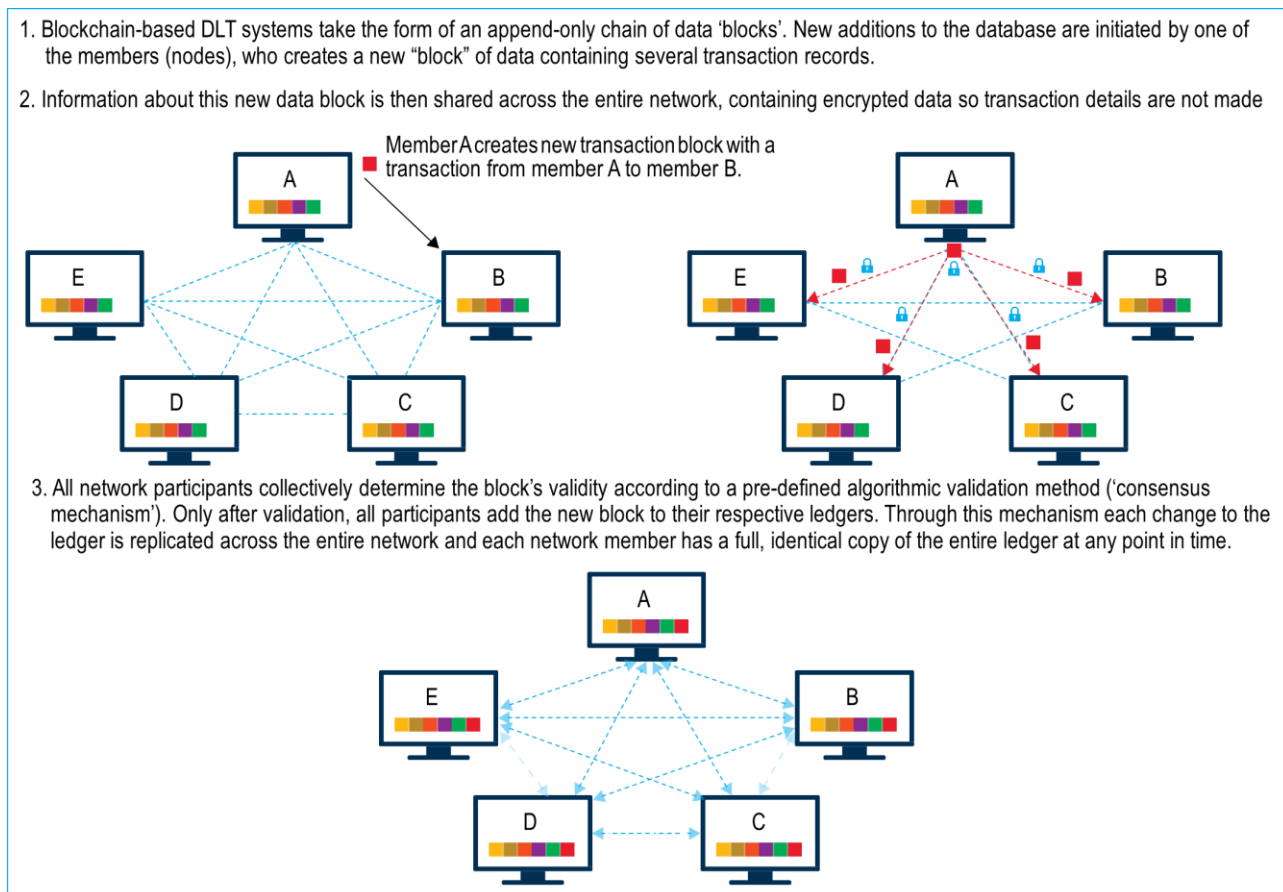 1. Blockchain-based DLT systems take the form of an append-only chain of data ‘blocks’. New additions to the database are initiated by one of
the members (nodes), who creates a new “block” of data containing several transaction records.
2. Information about this new data block is then shared across the entire network, containing encrypted data so transaction details are not made
Member A creates new transaction block with a
transaction from member A to member B.
A
E
B
D
C
A
E
B
D
C
3. All network participants collectively determine the block’s validity according to a pre-defined algorithmic validation method (‘consensus
mechanism’). Only after validation, all participants add the new block to their respective ledgers. Through this mechanism each change to the
ledger is replicated across the entire network and each network member has a full, identical copy of the entire ledger at any point in time.
A
E
B
D
C